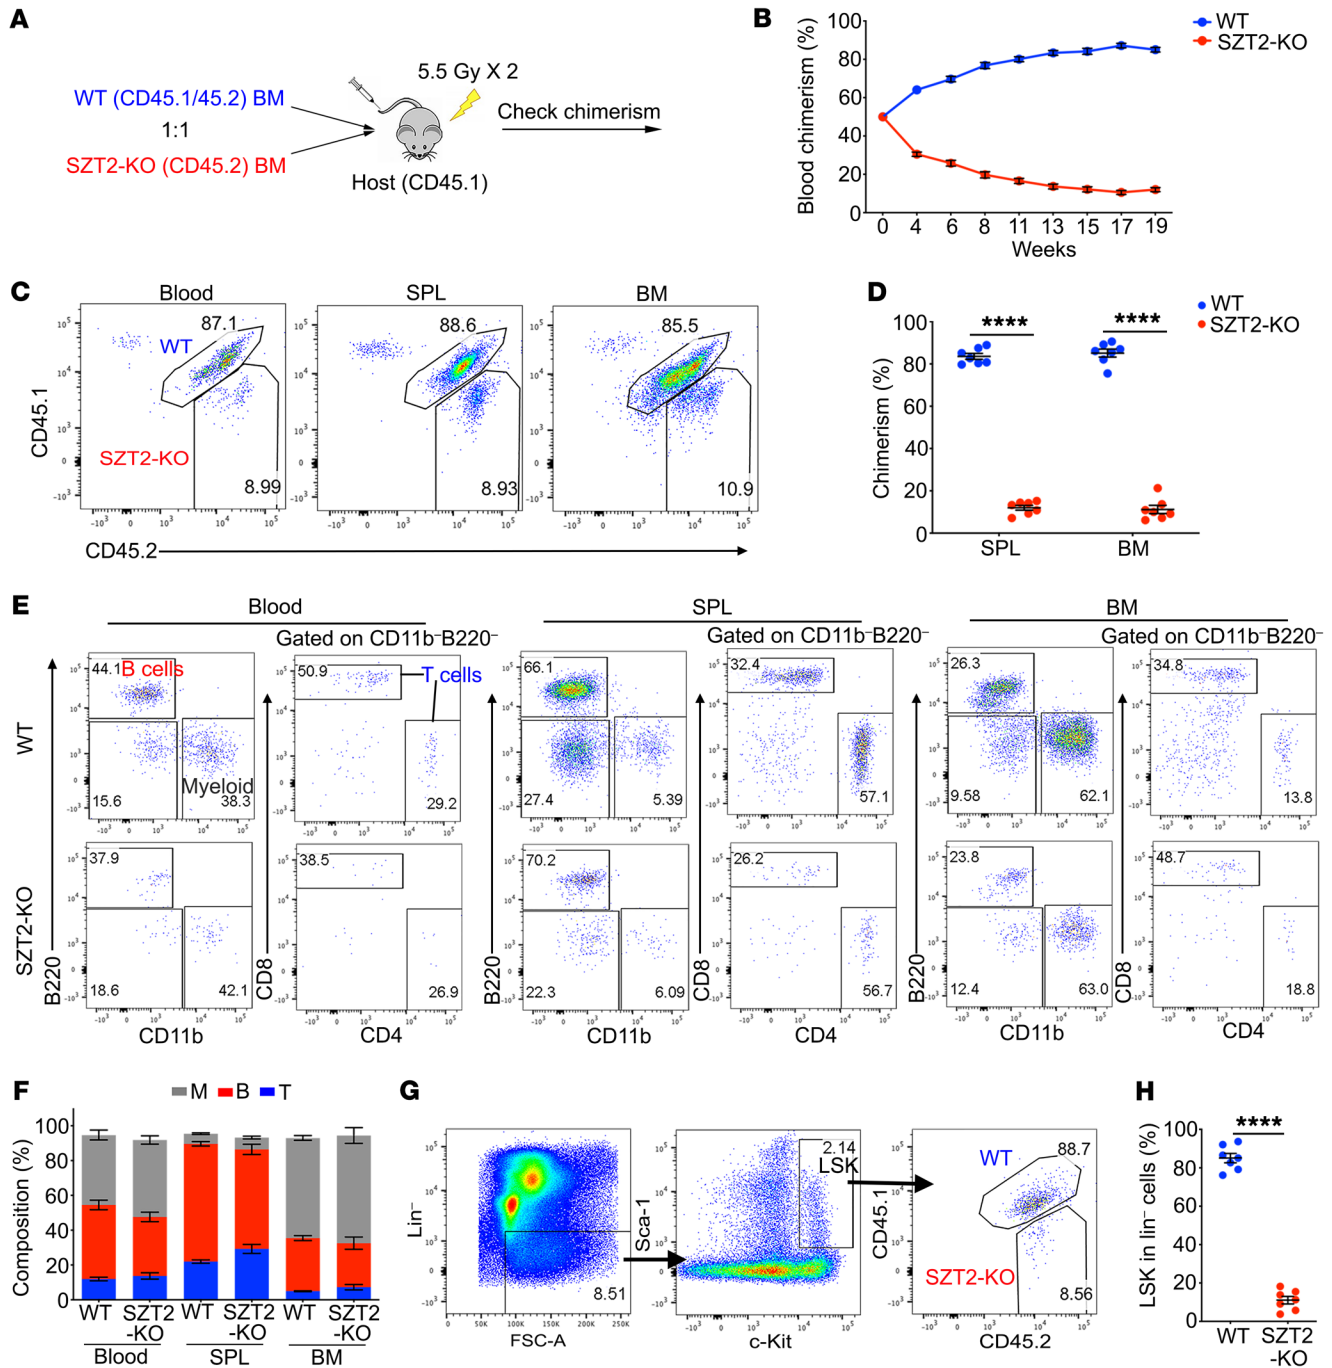 A
WT (CD45.1/45.2) BM
1:1
SZT2-KO (CD45.2) BM
5.5 Gy X 2
Host (CD45.1)
Check chimerism
B
Blood chimerism (%)
100
80
60
40
20
0
0 4 6 8 11 13 15 17 19
Weeks
WT
SZT2-KO
C
Blood SPL BM
CD45.1
87.1
WT
SZT2-KO
8.99
88.6
8.93
85.5
10.9
CD45.2
D
Chimerism (%)
100
80
60
40
20
0
**** ****
SPL BM
WT
SZT2-KO
E
Blood SPL BM
Gated on CD11b⁻B220⁻ Gated on CD11b⁻B220⁻ Gated on CD11b⁻B220⁻
WT
44.1 B cells
15.6
Myeloid
38.3
50.9
T cells
29.2
66.1
27.4
5.39
32.4
57.1
26.3
9.58
62.1
34.8
13.8
SZT2-KO
37.9
18.6
42.1
38.5
26.9
70.2
22.3
6.09
26.2
56.7
23.8
12.4
63.0
48.7
18.8
B220 CD8 B220 CD8 B220 CD8
CD11b CD4 CD11b CD4 CD11b CD4
F
M B T
Composition (%)
100
80
60
40
20
0
WT SZT2-KO WT SZT2-KO WT SZT2-KO
Blood SPL BM
G
Lin⁻
8.51
0 50K 100K 150K 200K 250K
FSC-A
Sca-1
2.14
LSK
c-Kit
CD45.1
WT
88.7
SZT2-KO
8.56
CD45.2
H
LSK in lin⁻ cells (%)
100
80
60
40
20
0
****
WT SZT2
-KO